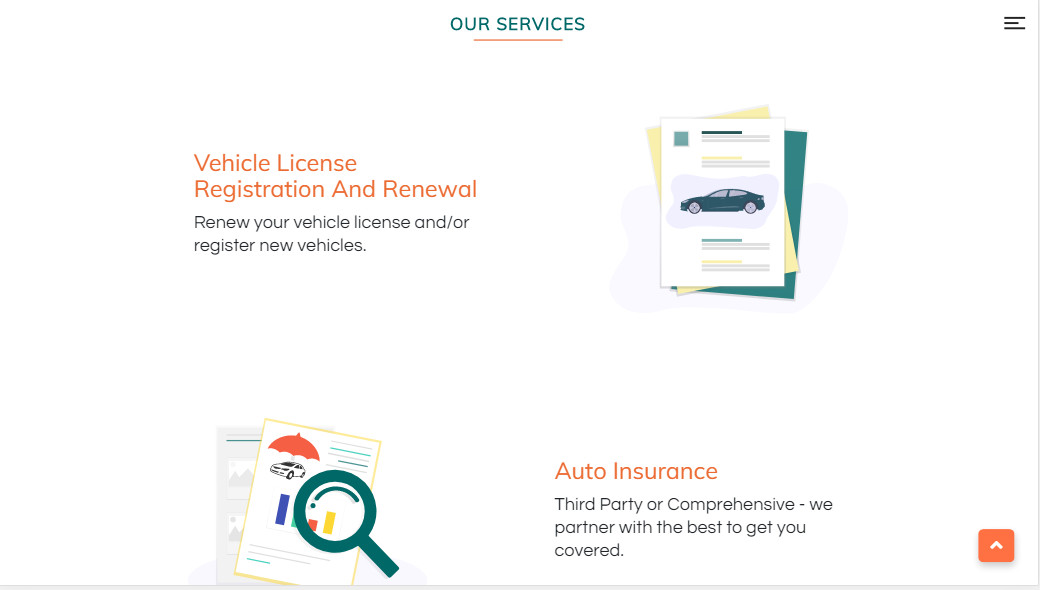 OUR SERVICES
Vehicle License
Registration And Renewal
Renew your vehicle license and/or
register new vehicles.
Auto Insurance
Third Party or Comprehensive - we
partner with the best to get you
covered.